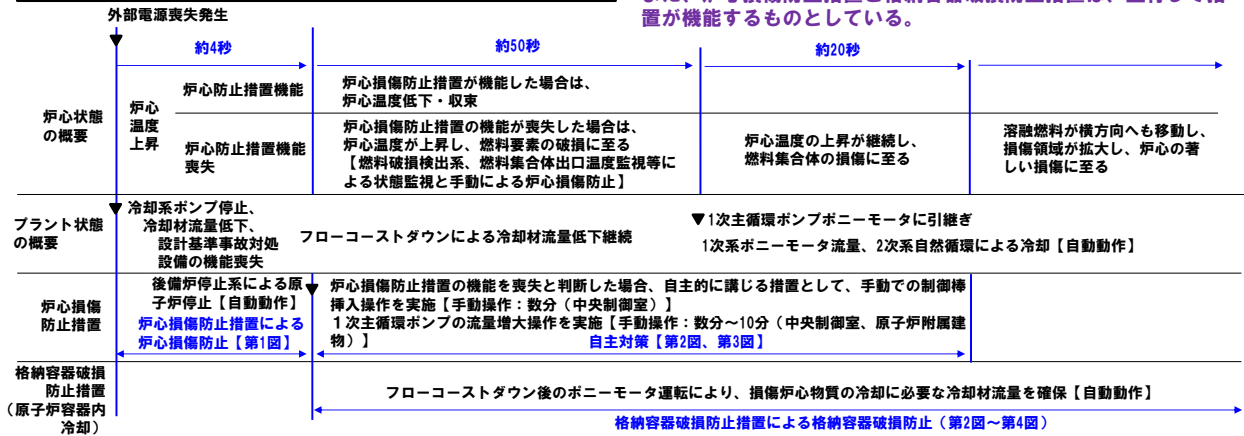 置が機能するものとしている。
外部電源喪失発生
約4秒
約50秒
約20秒
炉心状態
の概要
炉心
温度
上昇
炉心防止措置機能
炉心損傷防止措置が機能した場合は、
炉心温度低下・収束
炉心防止措置機能
喪失
炉心損傷防止措置の機能が喪失した場合は、
炉心温度が上昇し、燃料要素の破損に至る
【燃料破損検出系、燃料集合体出口温度監視等に
よる状態監視と手動による炉心損傷防止】
炉心温度の上昇が継続し、
燃料集合体の損傷に至る
溶融燃料が横方向へも移動し、
損傷領域が拡大し、炉心の著
しい損傷に至る
プラント状態
の概要
▼冷却系ポンプ停止、
冷却材流量低下、
設計基準事故対処
設備の機能喪失
フローコーストダウンによる冷却材流量低下継続
▼1次主循環ポンプポニーモータに引継ぎ
1次系ポニーモータ流量、2次系自然循環による冷却【自動動作】
炉心損傷
防止措置
後備炉停止系による原
子炉停止【自動動作】
炉心損傷防止措置による
炉心損傷防止【第1図】
▼炉心損傷防止措置の機能を喪失と判断した場合、自主的に講じる措置として、手動での制御棒
挿入操作を実施【手動操作:数分(中央制御室)】
1次主循環ポンプの流量増大操作を実施【手動操作:数分~10分(中央制御室、原子炉附属建
物)】
自主対策【第2図、第3図】
格納容器破損
防止措置
(原子炉容器内
冷却)
フローコーストダウン後のポニーモータ運転により、損傷炉心物質の冷却に必要な冷却材流量を確保【自動動作】
格納容器破損防止措置による格納容器破損防止(第2図~第4図)